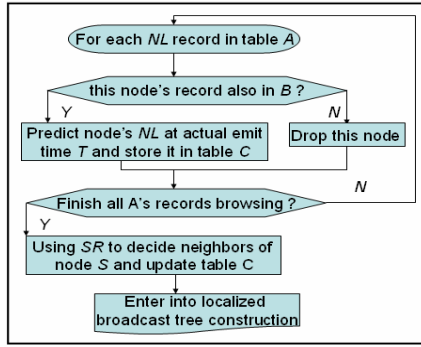 For each NL record in table A
this node's record also in B ?
Y
N
Predict node's NL at actual emit
time T and store it in table C
Drop this node
N
Finish all A's records browsing ?
Y
Using SR to decide neighbors of
node S and update table C
Enter into localized
broadcast tree construction